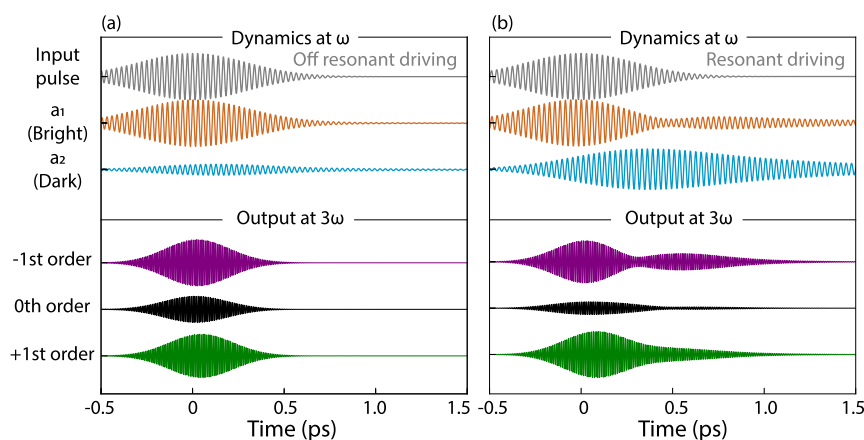 (a)
Dynamics at ω
Input
pulse
Off resonant driving
a₁
(Bright)
a₂
(Dark)
Output at 3ω
-1st order
0th order
+1st order
-0.5 0 0.5 1.0 1.5
Time (ps)
(b)
Dynamics at ω
Resonant driving
Output at 3ω
-0.5 0 0.5 1.0 1.5
Time (ps)